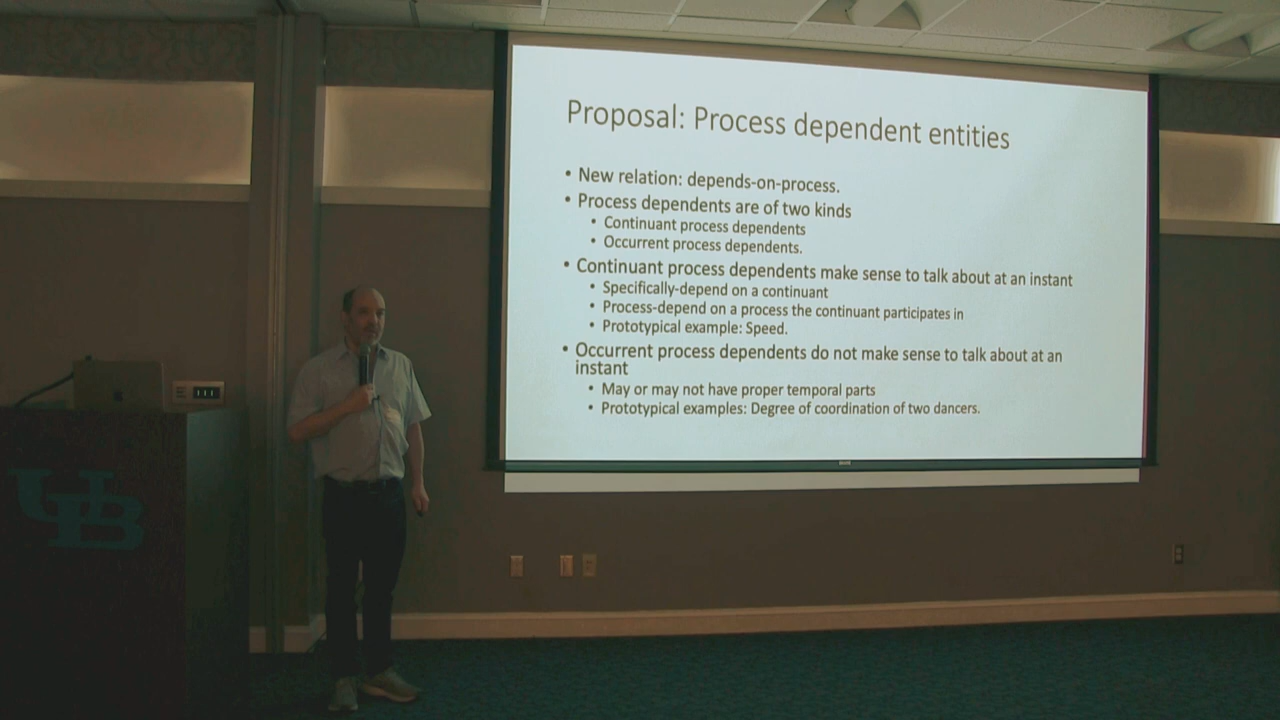 Proposal: Process dependent entities
• New relation: depends-on-process.
• Process dependents are of two kinds
• Continuant process dependents
• Occurrent process dependents.
• Continuant process dependents make sense to talk about at an instant
• Specifically-depend on a continuant
• Process-depend on a process the continuant participates in
• Prototypical example: Speed.
• Occurrent process dependents do not make sense to talk about at an
instant
• May or may not have proper temporal parts
• Prototypical examples: Degree of coordination of two dancers.
UB